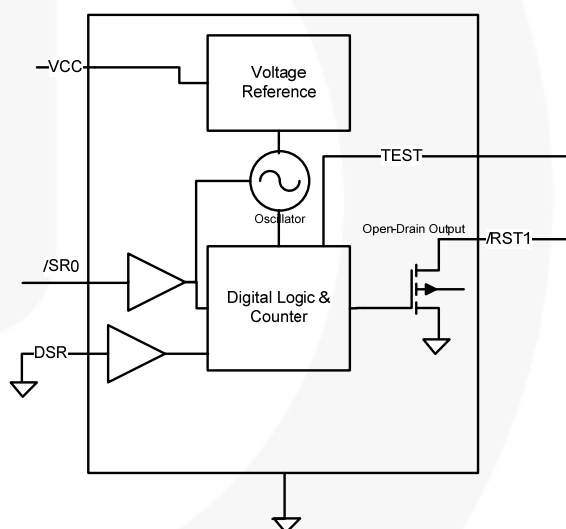 VCC
Voltage
Reference
TEST
Oscillator
Open-Drain Output
/RST1
/SR0
Digital Logic &
Counter
DSR